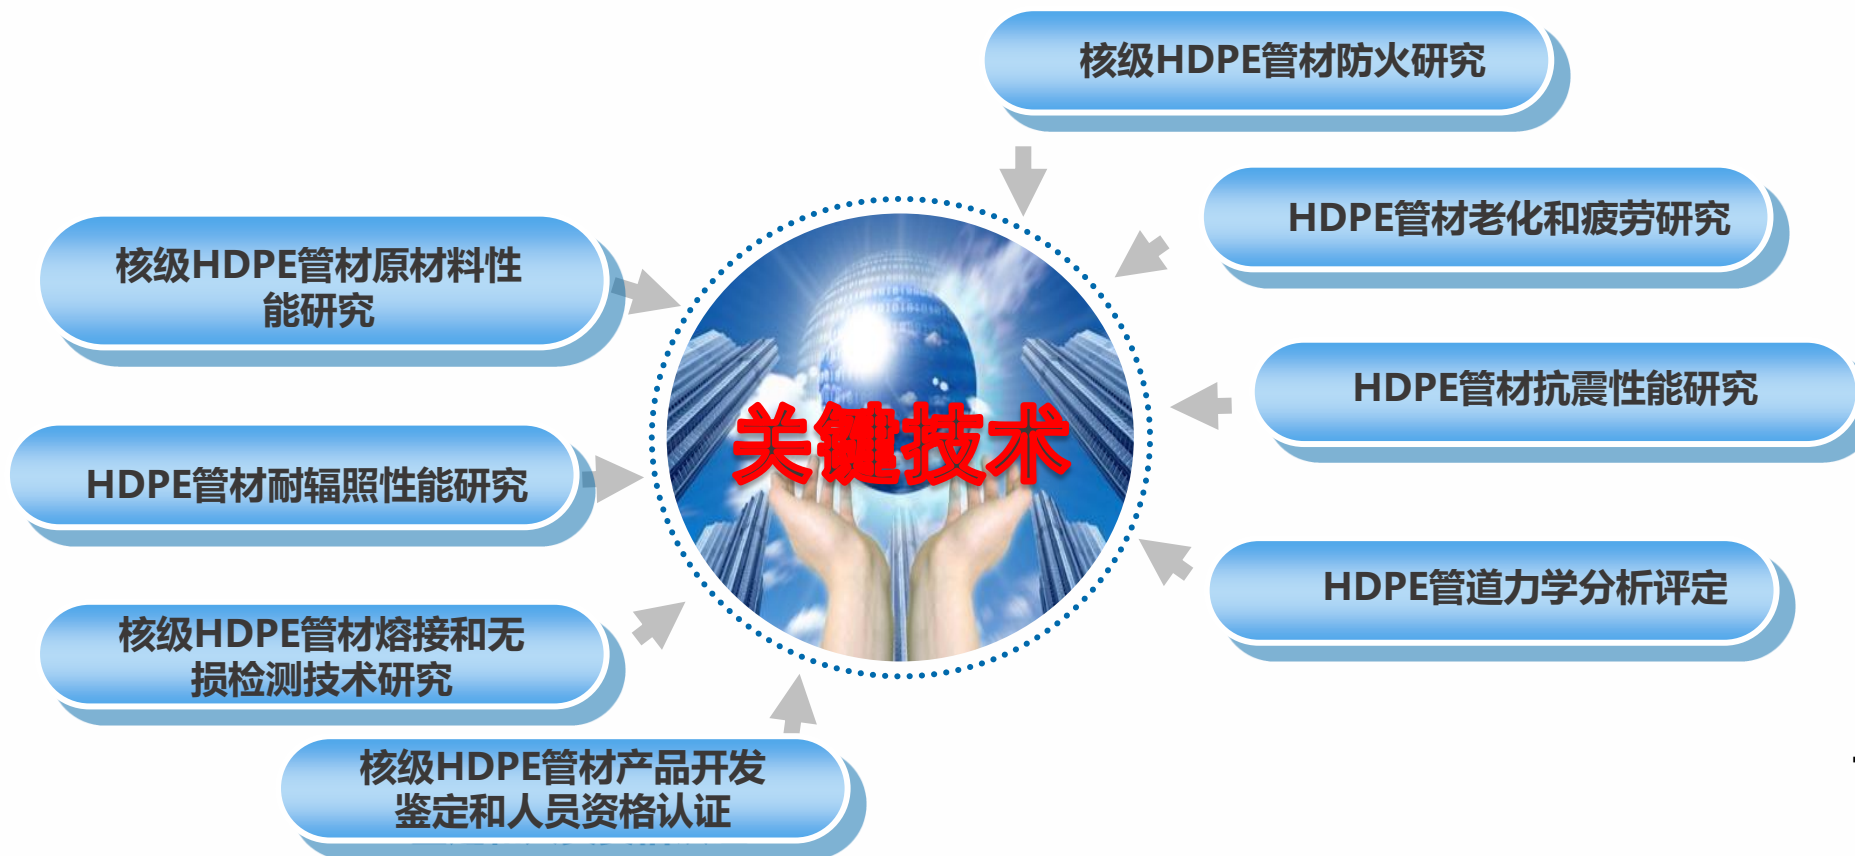 核级HDPE管材防火研究
HDPE管材老化和疲劳研究
核级HDPE管材原材料性
能研究
HDPE管材抗震性能研究
关键技术
HDPE管材耐辐照性能研究
HDPE管道力学分析评定
核级HDPE管材熔接和无
损检测技术研究
核级HDPE管材产品开发
鉴定和人员资格认证